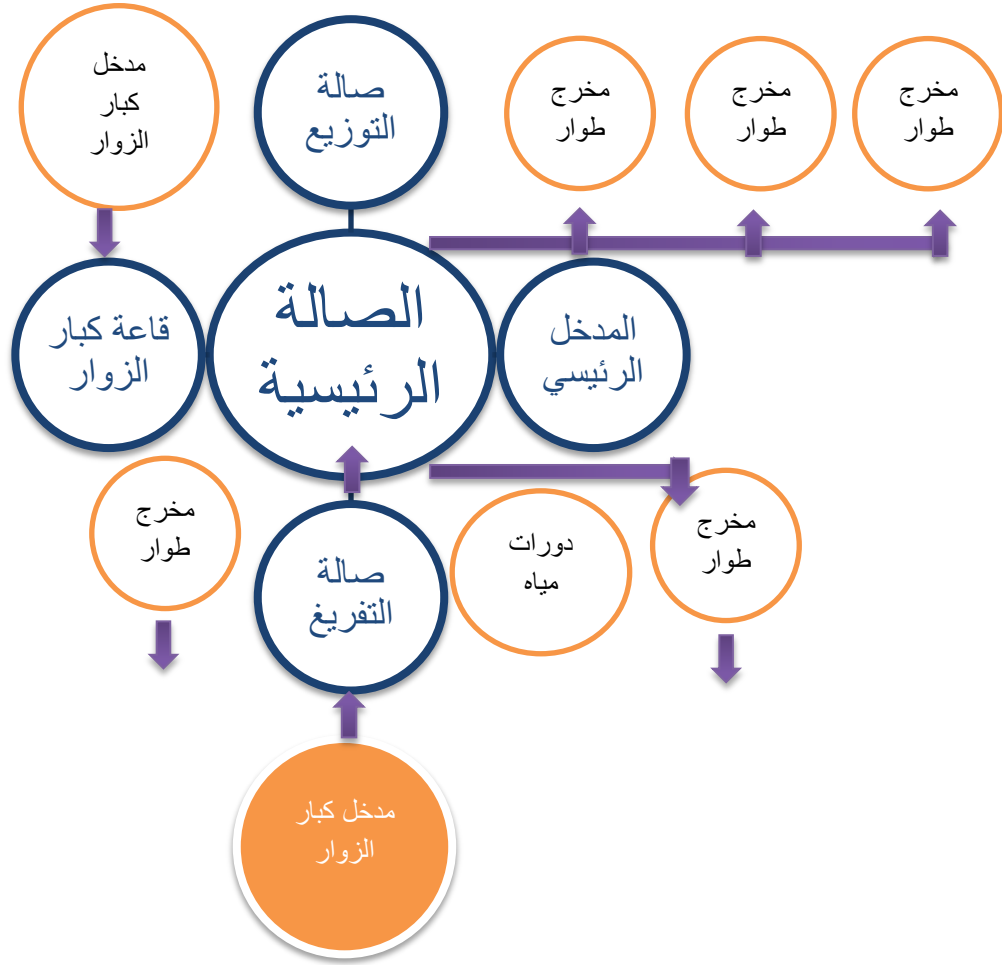 مدخل
كبار
الزوار
صالة
التوزيع
مخرج
طوار
مخرج
طوار
مخرج
طوار
قاعة كبار
الزوار
الصالة
الرئيسية
المدخل
الرئيسي
مخرج
طوار
صالة
التفريغ
دورات
مياه
مخرج
طوار
مدخل كبار
الزوار